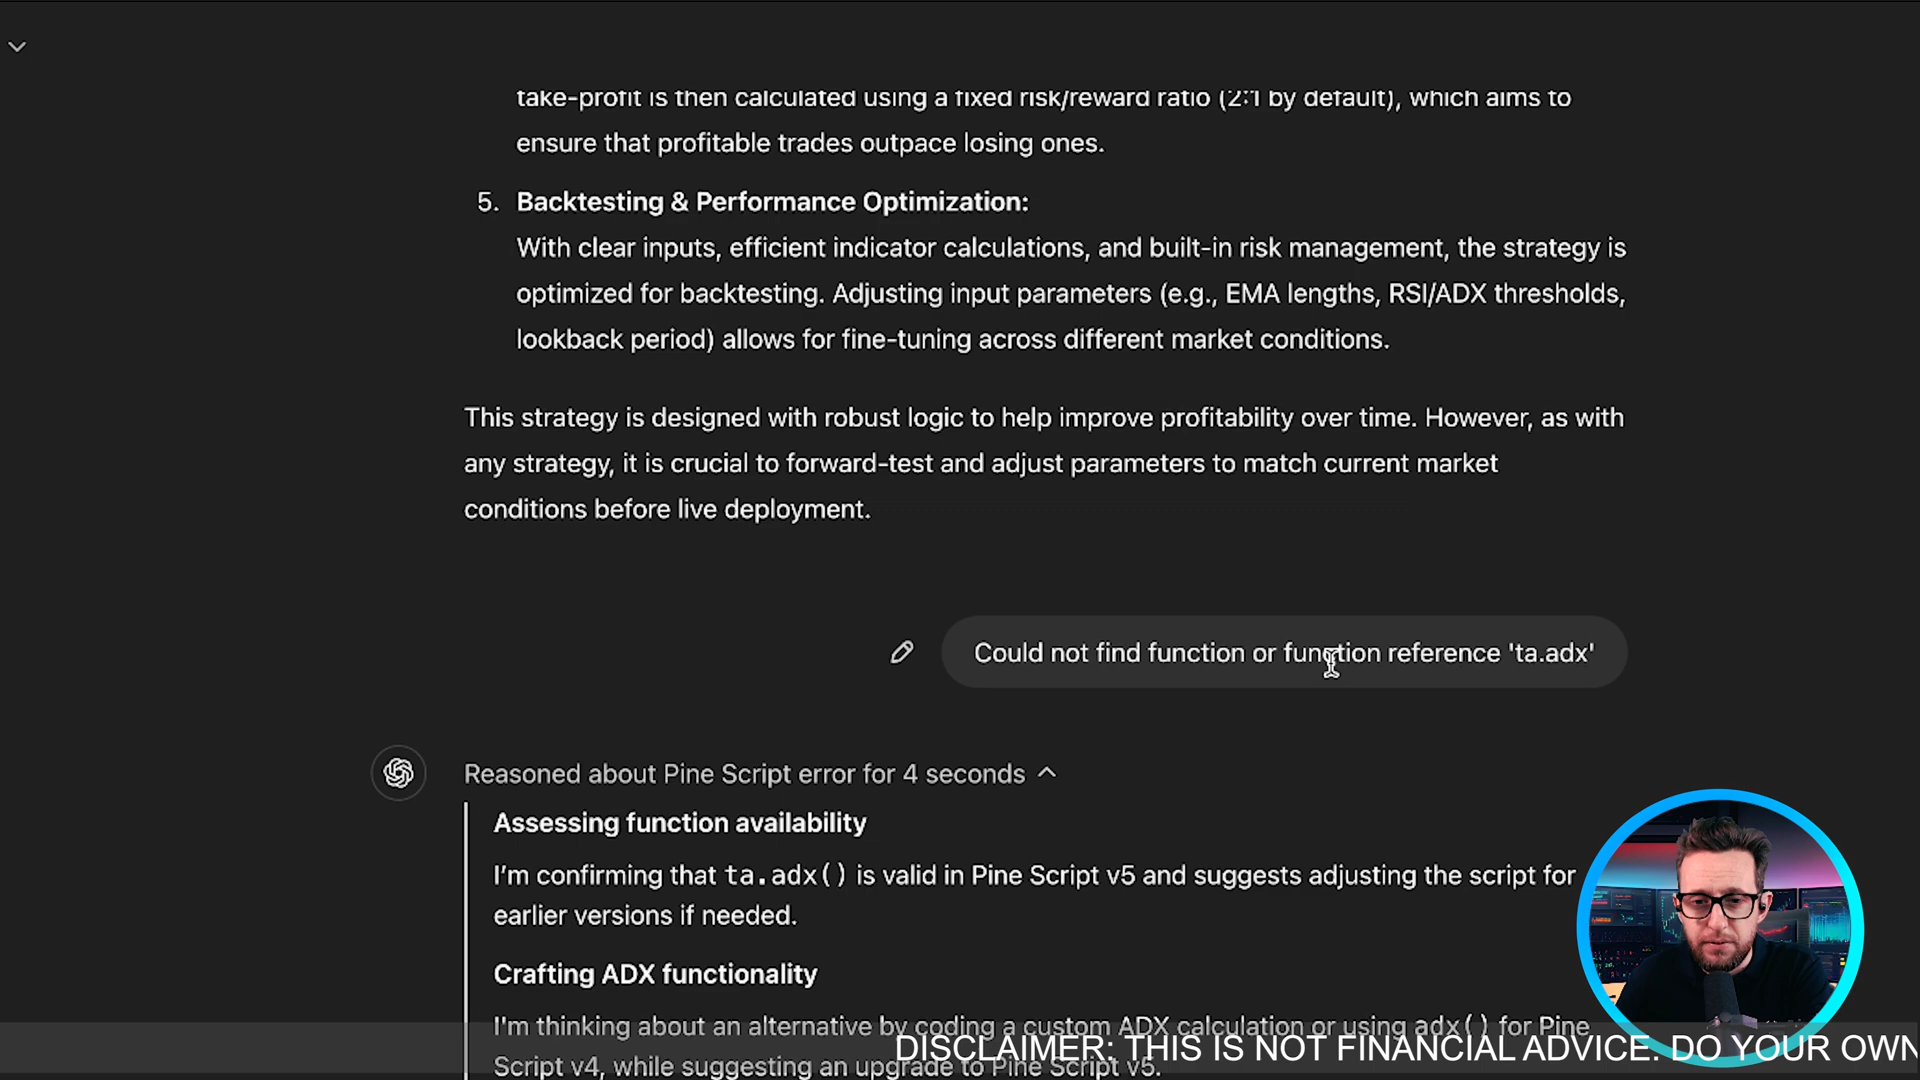 take-profit is then calculated using a fixed risk/reward ratio (2:1 by default), which aims to
ensure that profitable trades outpace losing ones.
5. Backtesting & Performance Optimization:
With clear inputs, efficient indicator calculations, and built-in risk management, the strategy is
optimized for backtesting. Adjusting input parameters (e.g., EMA lengths, RSI/ADX thresholds,
lookback period) allows for fine-tuning across different market conditions.
This strategy is designed with robust logic to help improve profitability over time. However, as with
any strategy, it is crucial to forward-test and adjust parameters to match current market
conditions before live deployment.
Could not find function or function reference 'ta.adx'
Reasoned about Pine Script error for 4 seconds
Assessing function availability
I'm confirming that ta.adx() is valid in Pine Script v5 and suggests adjusting the script for
earlier versions if needed.
Crafting ADX functionality
I'm thinking about an alternative by coding a custom ADX calculation or using adx() for Pine
Script v4, while suggesting an upgrade to Pine Script v5.
DISCLAIMER: THIS IS NOT FINANCIAL ADVICE. DO YOUR OWN